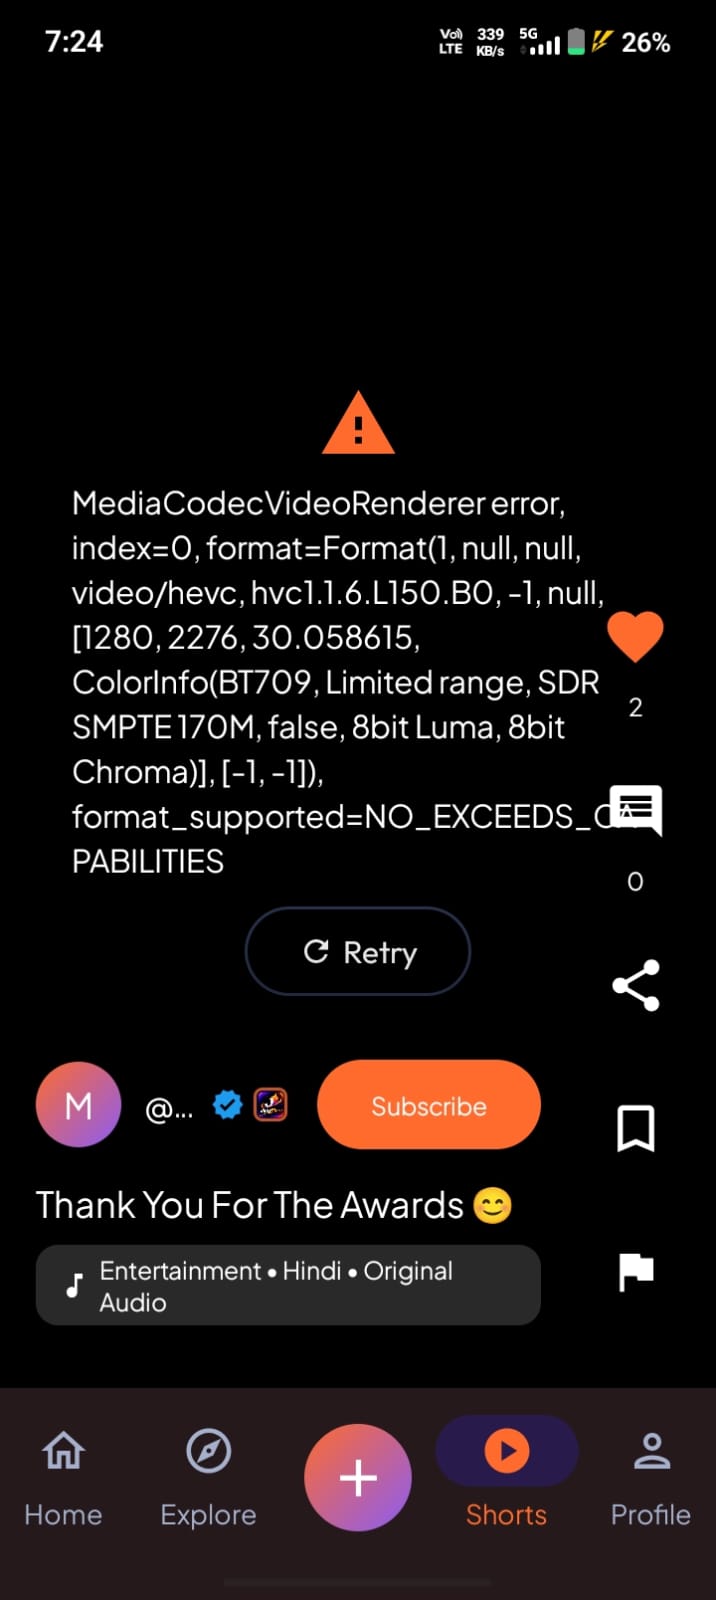 7:24
Vo))
LTE
339
KB/s
5G
26%
MediaCodecVideoRenderer error,
index=0, format=Format(1, null, null,
video/hevc, hvc1.1.6.L150.B0, -1, null,
[1280, 2276, 30.058615,
ColorInfo(BT709, Limited range, SDR
SMPTE 170M, false, 8bit Luma, 8bit
Chroma)], [-1, -1]),
format_supported=NO_EXCEEDS_CA
PABILITIES
2
0
Retry
M
@...
Subscribe
Thank You For The Awards 😊
Entertainment • Hindi • Original
Audio
Home
Explore
Shorts
Profile